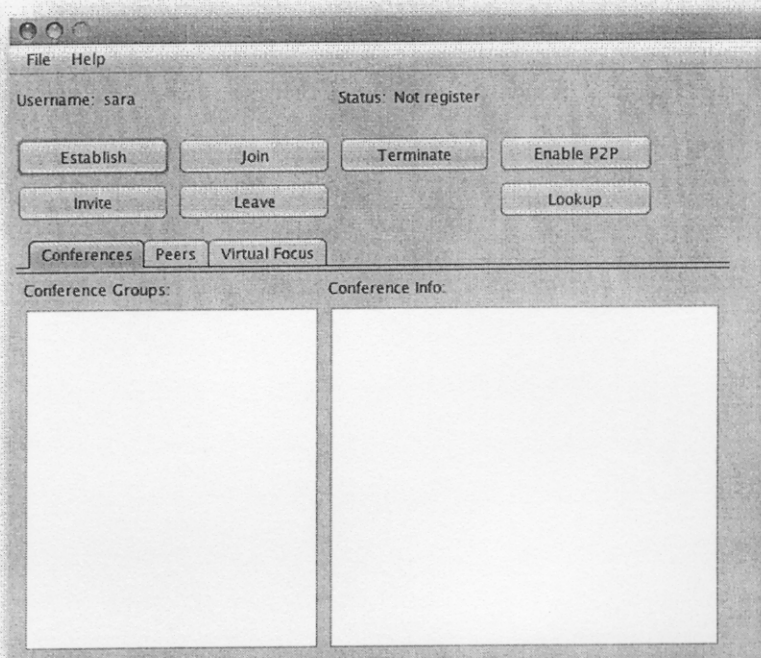 File Help
Username: sara Status: Not register
Establish Join Terminate Enable P2P
Invite Leave Lookup
Conferences Peers Virtual Focus
Conference Groups: Conference Info: